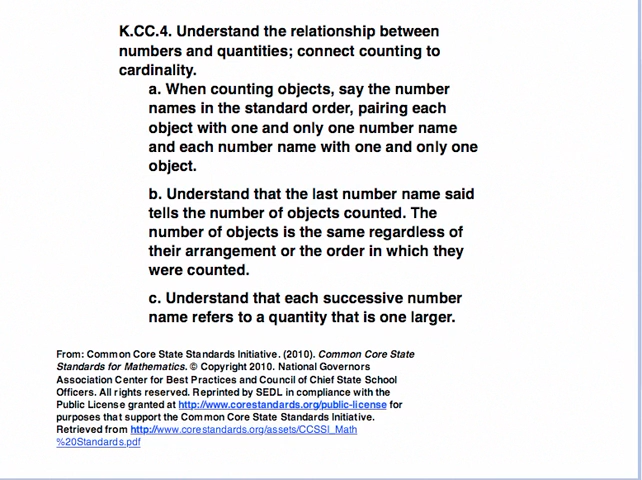 K.CC.4. Understand the relationship between
numbers and quantities; connect counting to
cardinality.
a. When counting objects, say the number
names in the standard order, pairing each
object with one and only one number name
and each number name with one and only one
object.
b. Understand that the last number name said
tells the number of objects counted. The
number of objects is the same regardless of
their arrangement or the order in which they
were counted.
c. Understand that each successive number
name refers to a quantity that is one larger.
From: Common Core State Standards Initiative. (2010). Common Core State
Standards for Mathematics. © Copyright 2010. National Governors
Association Center for Best Practices and Council of Chief State School
Officers. All rights reserved. Reprinted by SEDL in compliance with the
Public License granted at http://www.corestandards.org/public-license for
purposes that support the Common Core State Standards Initiative.
Retrieved from http://www.corestandards.org/assets/CCSSI_Math
%20Standards.pdf